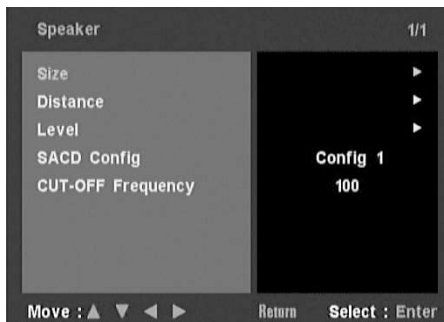 Speaker 1/1
Size ►
Distance ►
Level ►
SACD Config Config 1
CUT-OFF Frequency 100
Move : ▲ ▼ ◄ ► Return Select : Enter